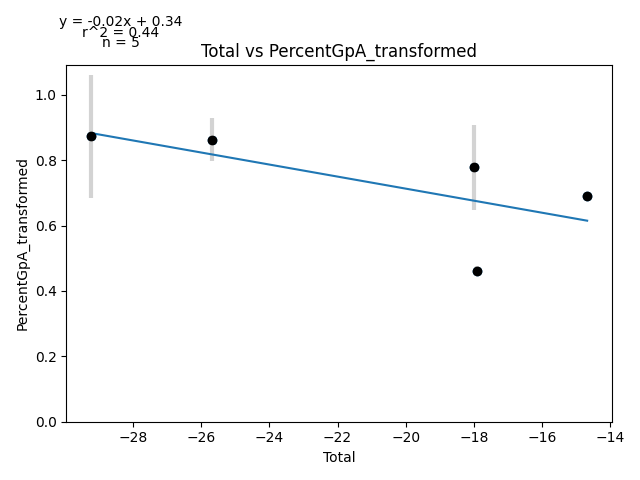 y = -0.02x + 0.34
r^2 = 0.44
n = 5
Total vs PercentGpA_transformed
PercentGpA_transformed
1.0
0.8
0.6
0.4
0.2
0.0
−28
−26
−24
−22
−20
−18
−16
−14
Total